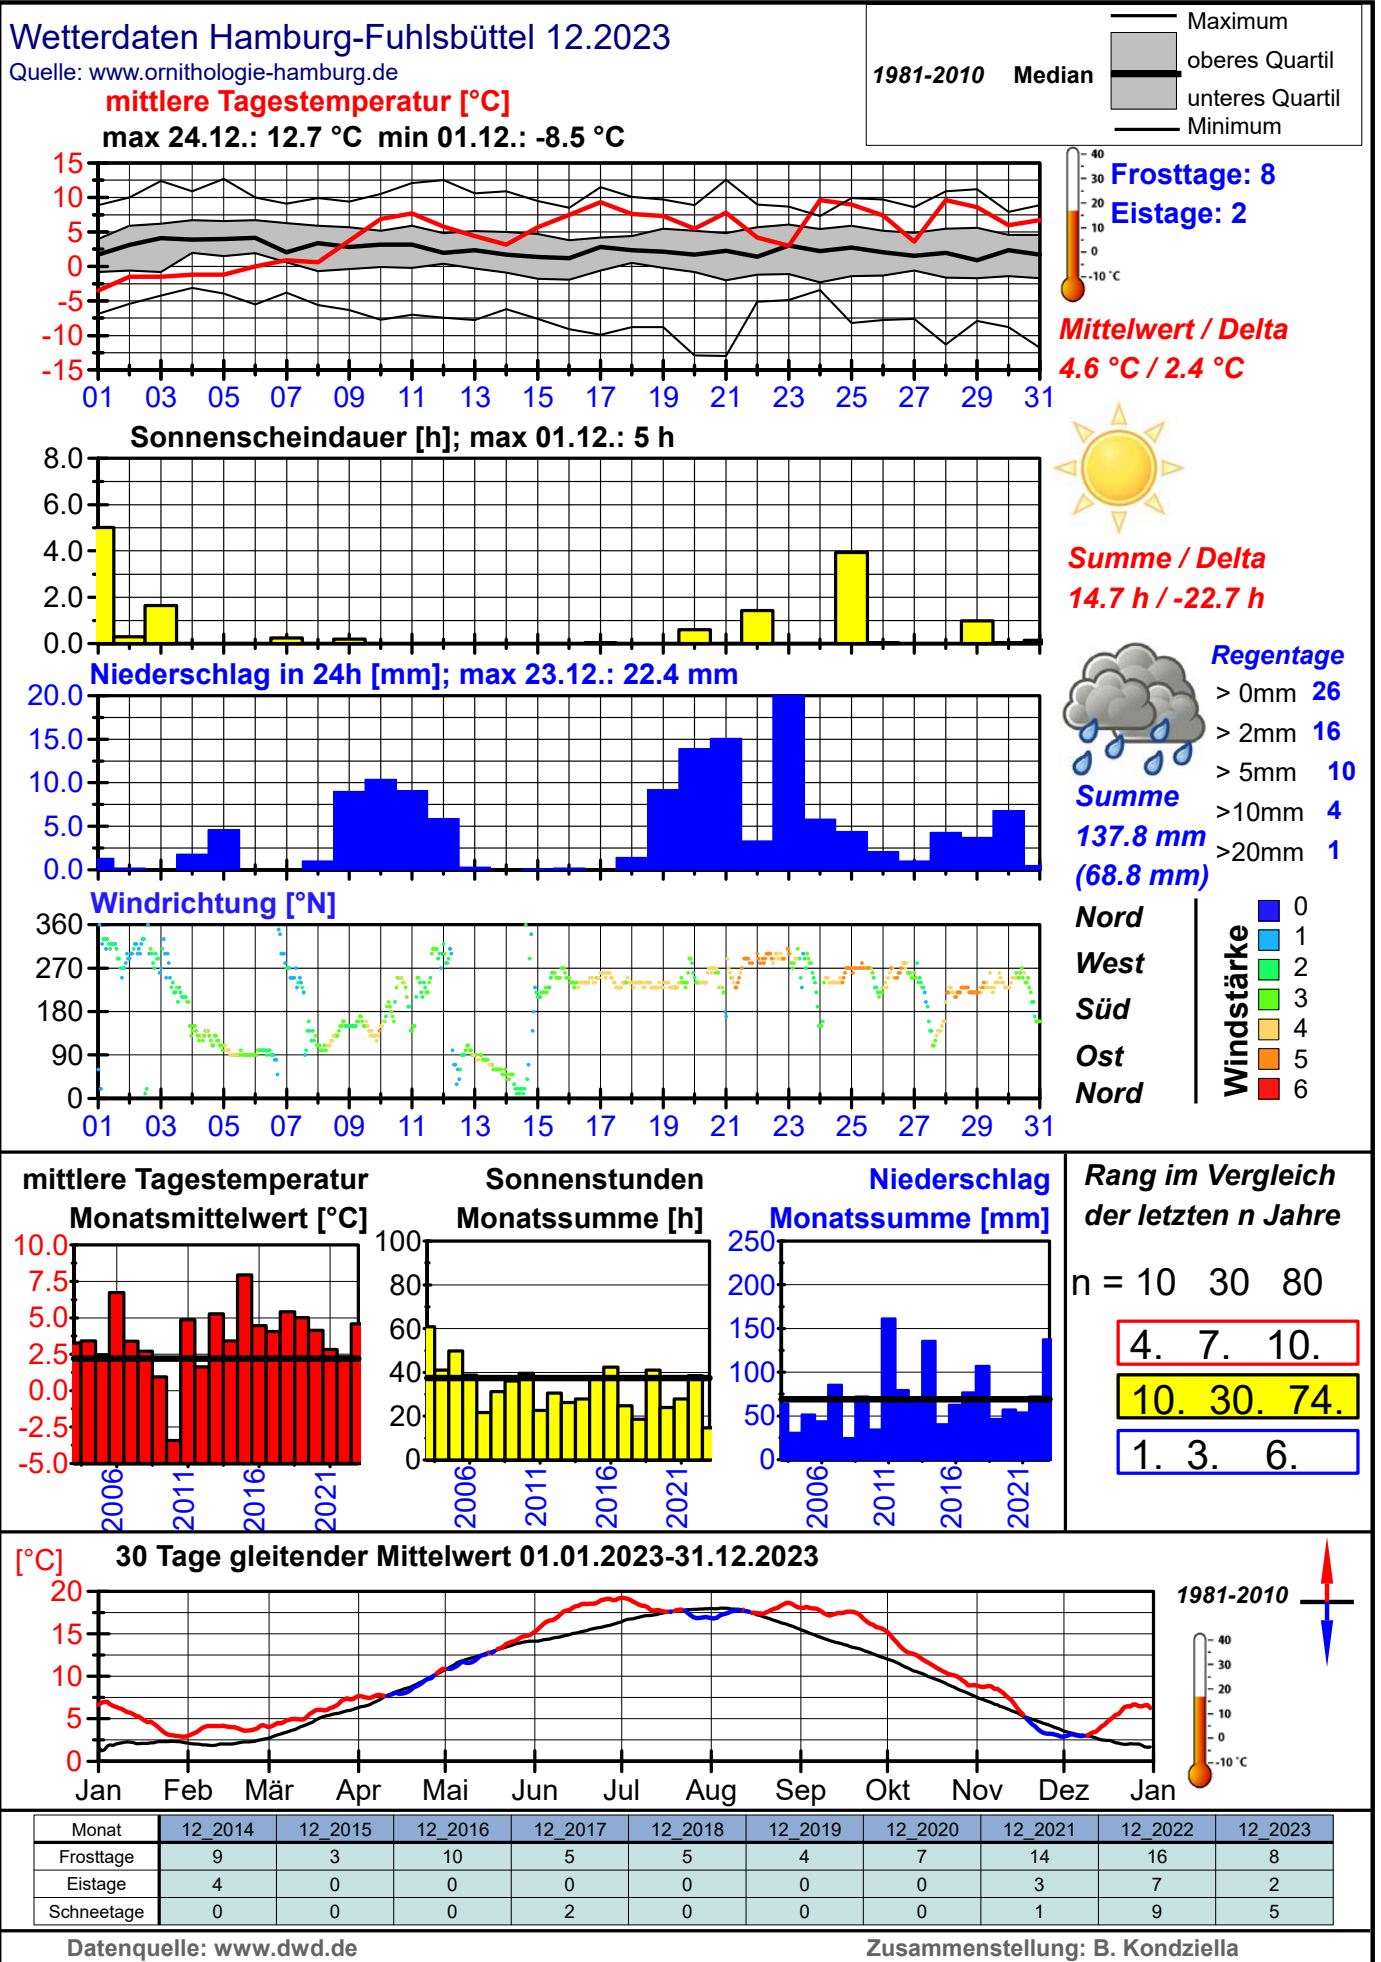 Wetterdaten Hamburg-Fuhlsbüttel 12.2023
Quelle: www.ornithologie-hamburg.de
1981-2010 Median
Maximum
oberes Quartil
unteres Quartil
Minimum
mittlere Tagestemperatur [°C]
max 24.12.: 12.7 °C min 01.12.: -8.5 °C
15
10
5
0
-5
-10
-15
01 03 05 07 09 11 13 15 17 19 21 23 25 27 29 31
40
30
20
10
0
-10 °C
Frosttage: 8
Eistage: 2
Mittelwert / Delta
4.6 °C / 2.4 °C
Sonnenscheindauer [h]; max 01.12.: 5 h
8.0
6.0
4.0
2.0
0.0
Summe / Delta
14.7 h / -22.7 h
Niederschlag in 24h [mm]; max 23.12.: 22.4 mm
20.0
15.0
10.0
5.0
0.0
Regentage
> 0mm 26
> 2mm 16
> 5mm 10
>10mm 4
>20mm 1
Summe
137.8 mm
(68.8 mm)
Windrichtung [°N]
360
270
180
90
0
01 03 05 07 09 11 13 15 17 19 21 23 25 27 29 31
Nord
West
Süd
Ost
Nord
Windstärke
0
1
2
3
4
5
6
mittlere Tagestemperatur
Monatsmittelwert [°C]
10.0
7.5
5.0
2.5
0.0
-2.5
-5.0
2006 2011 2016 2021
Sonnenstunden
Monatssumme [h]
100
80
60
40
20
0
2006 2011 2016 2021
Niederschlag
Monatssumme [mm]
250
200
150
100
50
0
2006 2011 2016 2021
Rang im Vergleich
der letzten n Jahre
n = 10 30 80
4. 7. 10.
10. 30. 74.
1. 3. 6.
[°C] 30 Tage gleitender Mittelwert 01.01.2023-31.12.2023
20
15
10
5
0
Jan Feb Mär Apr Mai Jun Jul Aug Sep Okt Nov Dez Jan
1981-2010
40
30
20
10
0
-10 °C
Monat 12_2014 12_2015 12_2016 12_2017 12_2018 12_2019 12_2020 12_2021 12_2022 12_2023
Frosttage 9 3 10 5 5 4 7 14 16 8
Eistage 4 0 0 0 0 0 0 3 7 2
Schneetage 0 0 0 2 0 0 0 1 9 5
Datenquelle: www.dwd.de Zusammenstellung: B. Kondziella